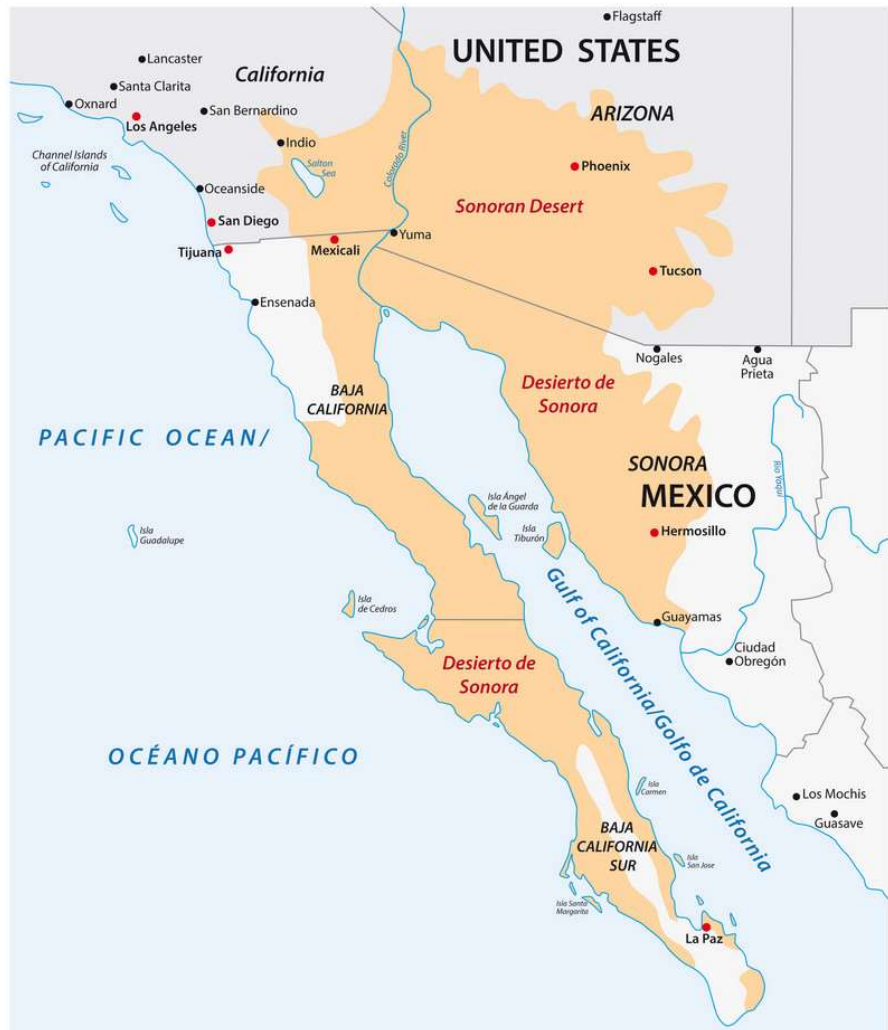 Flagstaff
UNITED STATES
Lancaster
California
Santa Clarita
Oxnard
San Bernardino
Los Angeles
ARIZONA
Indio
Channel Islands
of California
Salton
Sea
Colorado River
Phoenix
Oceanside
Sonoran Desert
San Diego
Yuma
Tijuana
Mexicali
Tucson
Ensenada
Nogales
Agua
Prieta
BAJA
CALIFORNIA
Desierto de
Sonora
PACIFIC OCEAN/
SONORA
Rio Yaqui
MEXICO
Isla Ángel
de la Guarda
Isla
Guadalupe
Isla
Tiburón
Hermosillo
Isla
de Cedros
Guayamas
Gulf of California/Golfo de California
Ciudad
Obregón
Desierto de
Sonora
OCÉANO PACÍFICO
Isla
Carmen
Los Mochis
Guasave
BAJA
CALIFORNIA
SUR
Isla
San Jose
Isla Santa
Margarita
La Paz